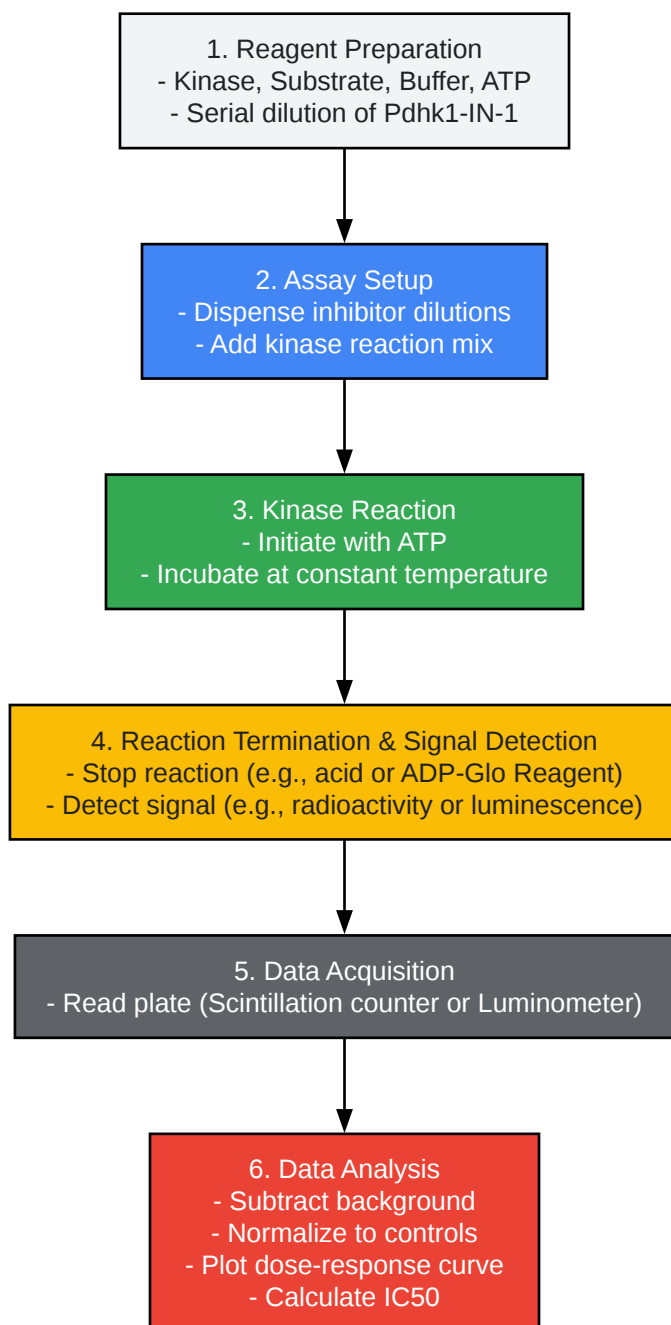 1. Reagent Preparation
- Kinase, Substrate, Buffer, ATP
- Serial dilution of Pdhk1-IN-1
2. Assay Setup
- Dispense inhibitor dilutions
- Add kinase reaction mix
3. Kinase Reaction
- Initiate with ATP
- Incubate at constant temperature
4. Reaction Termination & Signal Detection
- Stop reaction (e.g., acid or ADP-Glo Reagent)
- Detect signal (e.g., radioactivity or luminescence)
5. Data Acquisition
- Read plate (Scintillation counter or Luminometer)
6. Data Analysis
- Subtract background
- Normalize to controls
- Plot dose-response curve
- Calculate IC50